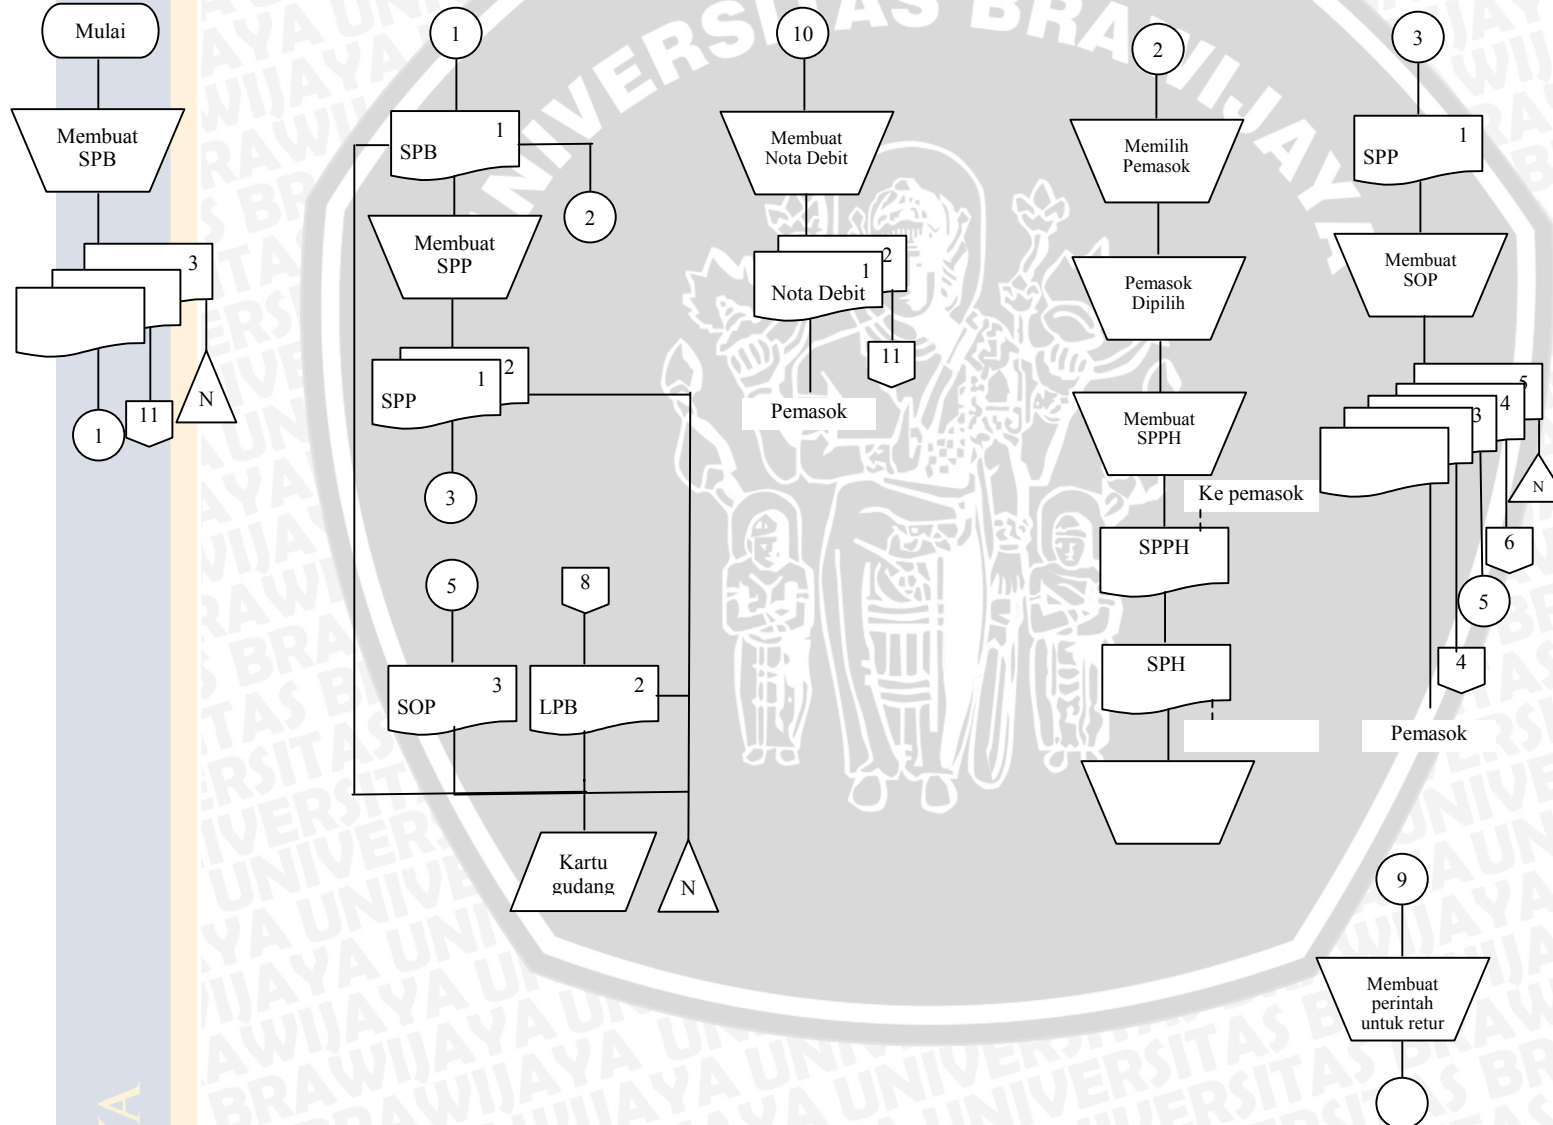 Mulai
Membuat
SPB
3
1
11
N
1
1
SPB
2
Membuat
SPP
2
1
SPP
3
5
8
3
SOP
2
LPB
Kartu
gudang
N
10
Membuat
Nota Debit
2
1
Nota Debit
11
Pemasok
2
Memilih
Pemasok
Pemasok
Dipilih
Membuat
SPPH
Ke pemasok
SPPH
SPH
3
1
SPP
Membuat
SOP
5
4
3
N
6
5
4
Pemasok
9
Membuat
perintah
untuk retur
UNIVERSITAS BRAWIJAYA